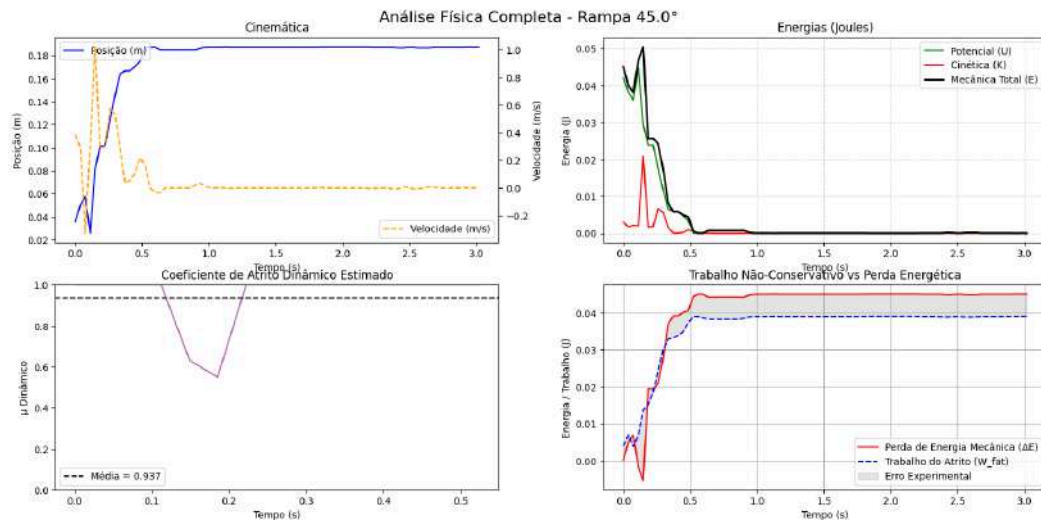 Análise Física Completa - Rampa 45.0°
Cinemática
Posição (m)
0.18
0.16
0.14
0.12
0.10
0.08
0.06
0.04
0.02
Posição (m)
1.0
0.8
0.6
0.4
0.2
0.0
−0.2
Velocidade (m/s)
Velocidade (m/s)
0.0 0.5 1.0 1.5 2.0 2.5 3.0
Tempo (s)
Energias (Joules)
Potencial (U)
Cinética (K)
Mecânica Total (E)
0.05
0.04
0.03
0.02
0.01
0.00
Energia (J)
0.0 0.5 1.0 1.5 2.0 2.5 3.0
Tempo (s)
Coeficiente de Atrito Dinâmico Estimado
1.0
0.8
0.6
0.4
0.2
0.0
μ Dinâmico
Média = 0.937
0.0 0.1 0.2 0.3 0.4 0.5
Tempo (s)
Trabalho Não-Conservativo vs Perda Energética
0.04
0.03
0.02
0.01
0.00
Energia / Trabalho (J)
Perda de Energia Mecânica (ΔE)
Trabalho do Atrito (W_fat)
Erro Experimental
0.0 0.5 1.0 1.5 2.0 2.5 3.0
Tempo (s)